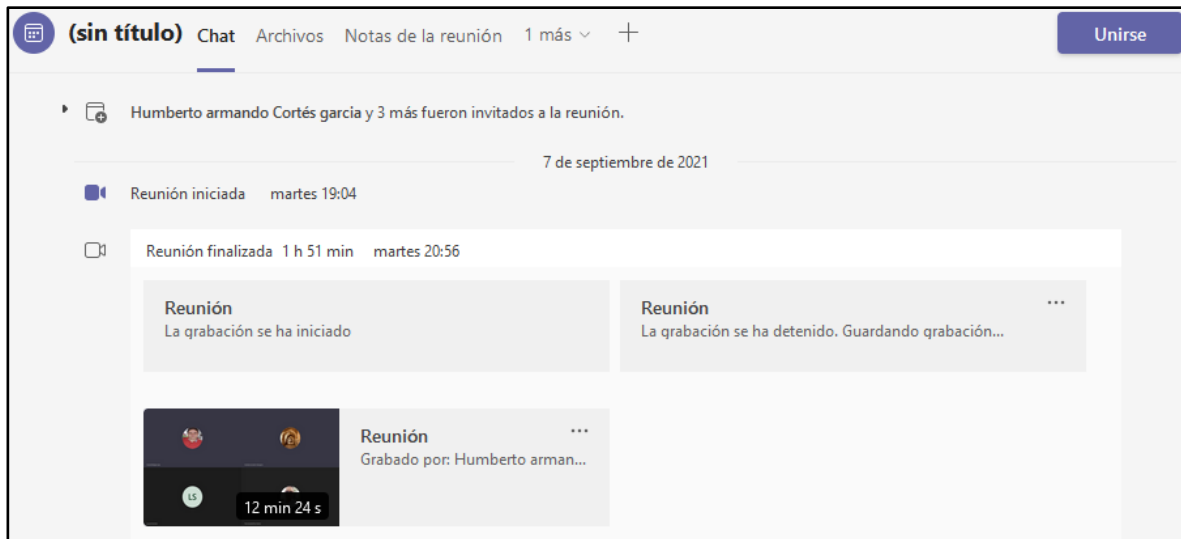 (sin título) Chat Archivos Notas de la reunión 1 más
Unirse
Humberto armando Cortés garcia y 3 más fueron invitados a la reunión.
7 de septiembre de 2021
Reunión iniciada martes 19:04
Reunión finalizada 1 h 51 min martes 20:56
Reunión
La grabación se ha iniciado
Reunión
La grabación se ha detenido. Guardando grabación...
LS
12 min 24 s
Reunión
Grabado por: Humberto arman...